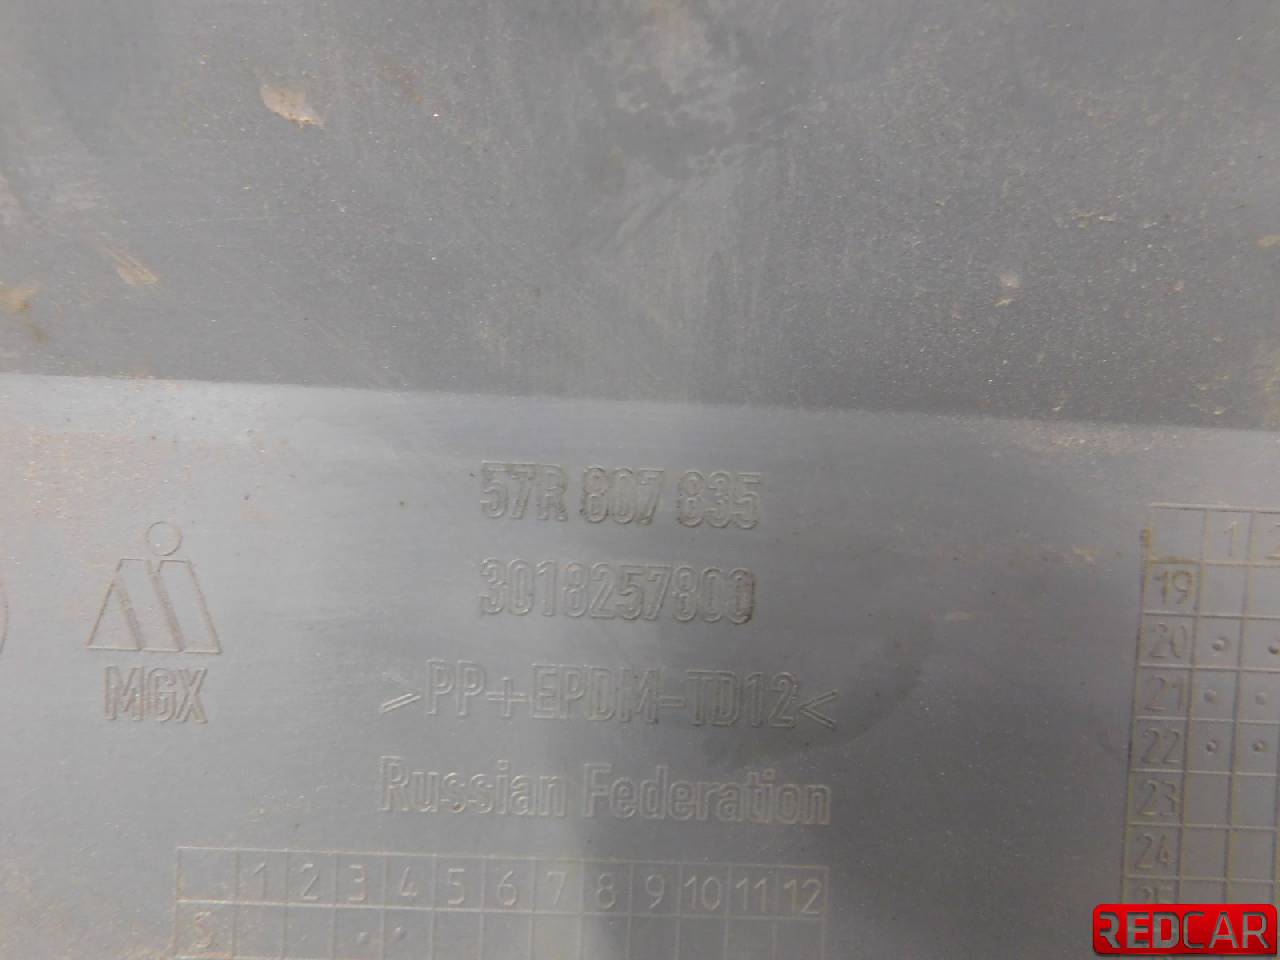 57R 807 835
3018257800
MGX
>PP+EPDM-TD12<
Russian Federation
1 2 3 4 5 6 7 8 9 10 11 12
S
1
19
20
21
22
23
24
25
REDCAR